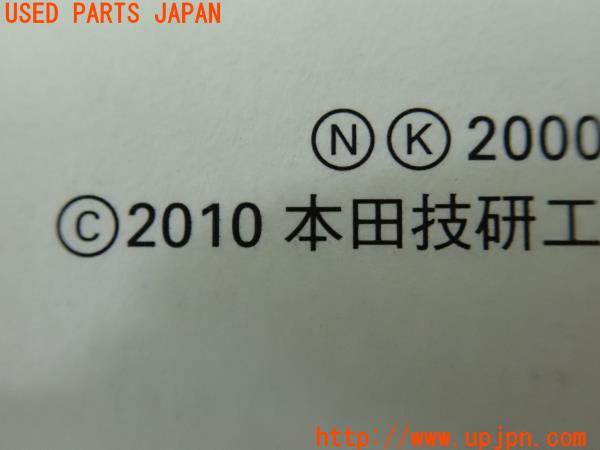 USED PARTS JAPAN
Ⓝ Ⓚ 2000
©2010 本田技研工
http://www.upjpn.com